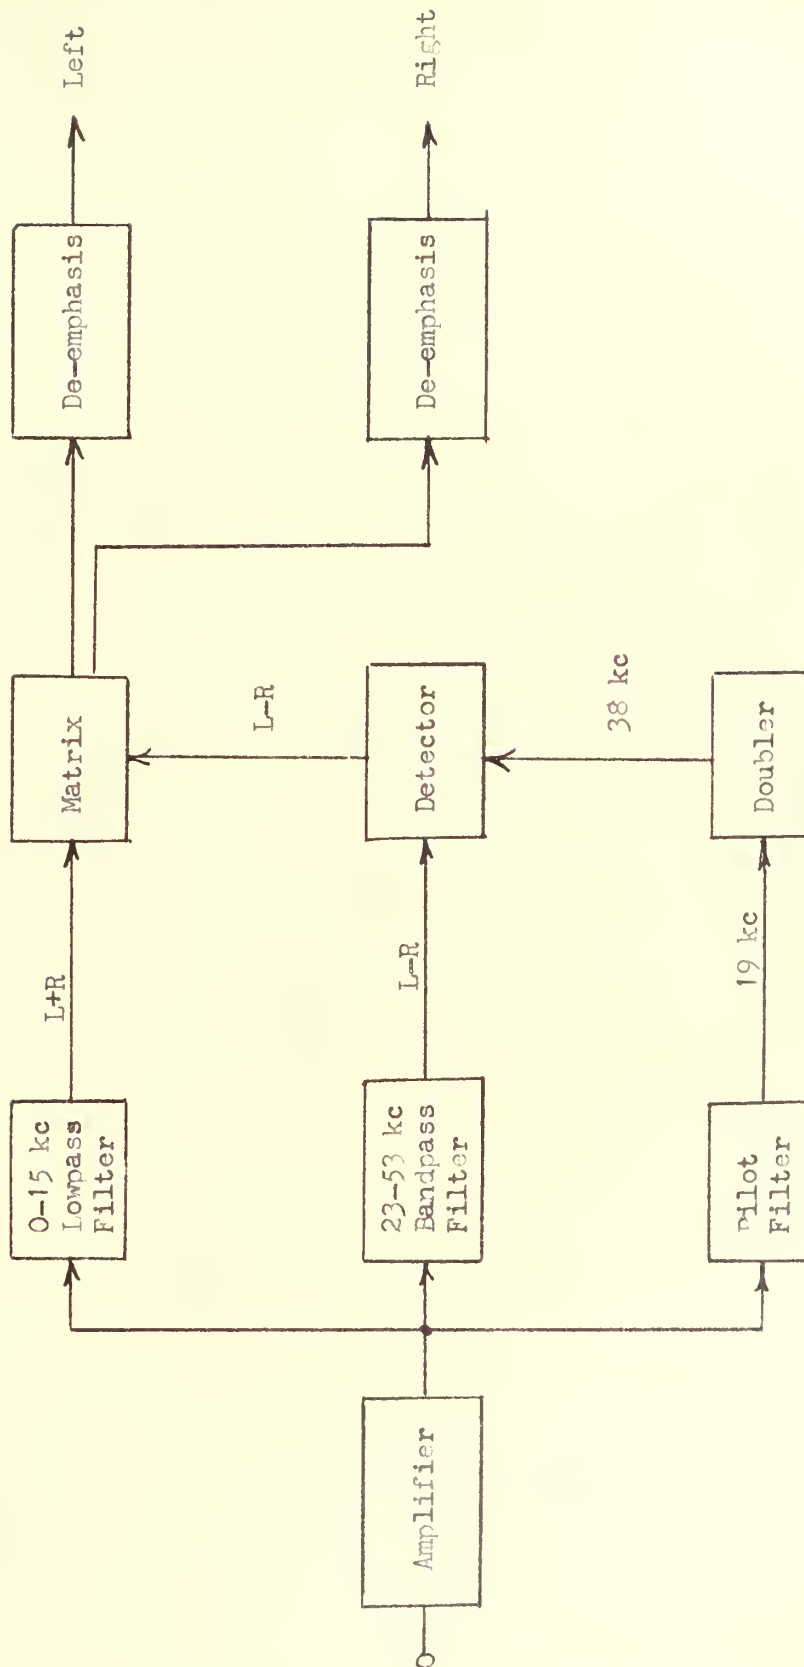 Amplifier
0-15 kc
Lowpass
Filter
L+R
Matrix
De-emphasis
Left
23-53 kc
Bandpass
Filter
L-R
Detector
L-R
De-emphasis
Right
Pilot
Filter
19 kc
Doubler
38 kc